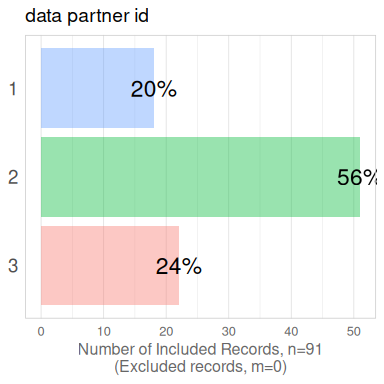 data partner id
1
20%
2
56%
3
24%
0 10 20 30 40 50
Number of Included Records, n=91
(Excluded records, m=0)